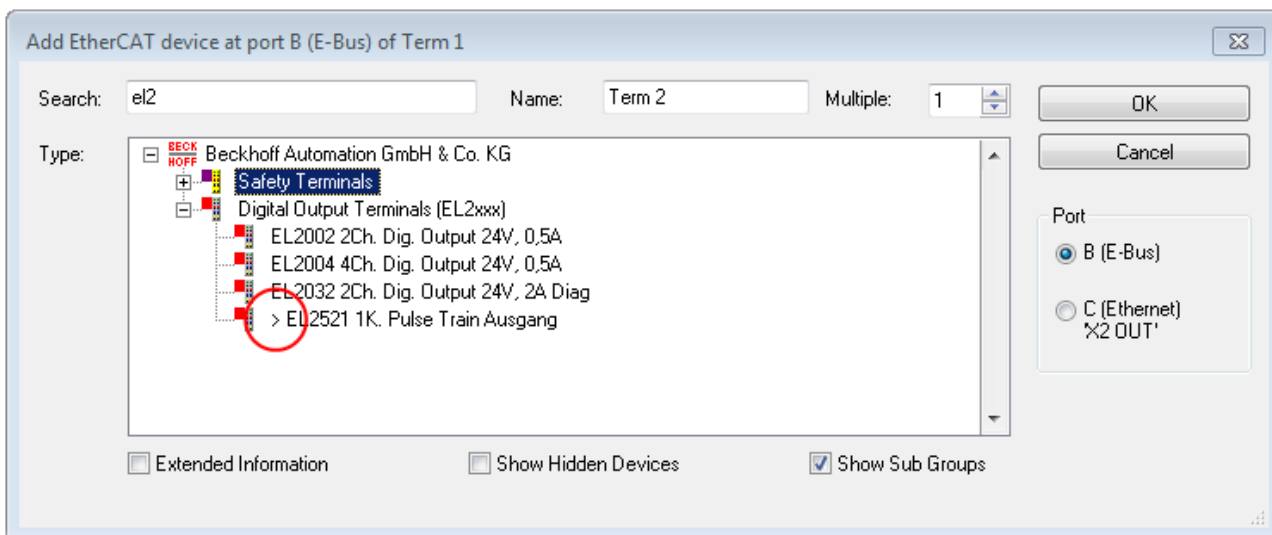 Add EtherCAT device at port B (E-Bus) of Term 1
Search: el2 Name: Term 2 Multiple: 1 OK
Type: BECKHOFF Beckhoff Automation GmbH & Co. KG Cancel
Safety Terminals
Digital Output Terminals (EL2xxx) Port
EL2002 2Ch. Dig. Output 24V, 0,5A
B (E-Bus)
EL2004 4Ch. Dig. Output 24V, 0,5A
EL2032 2Ch. Dig. Output 24V, 2A Diag
> EL2521 1K. Pulse Train Ausgang
C (Ethernet)
'X2 OUT'
Extended Information Show Hidden Devices Show Sub Groups